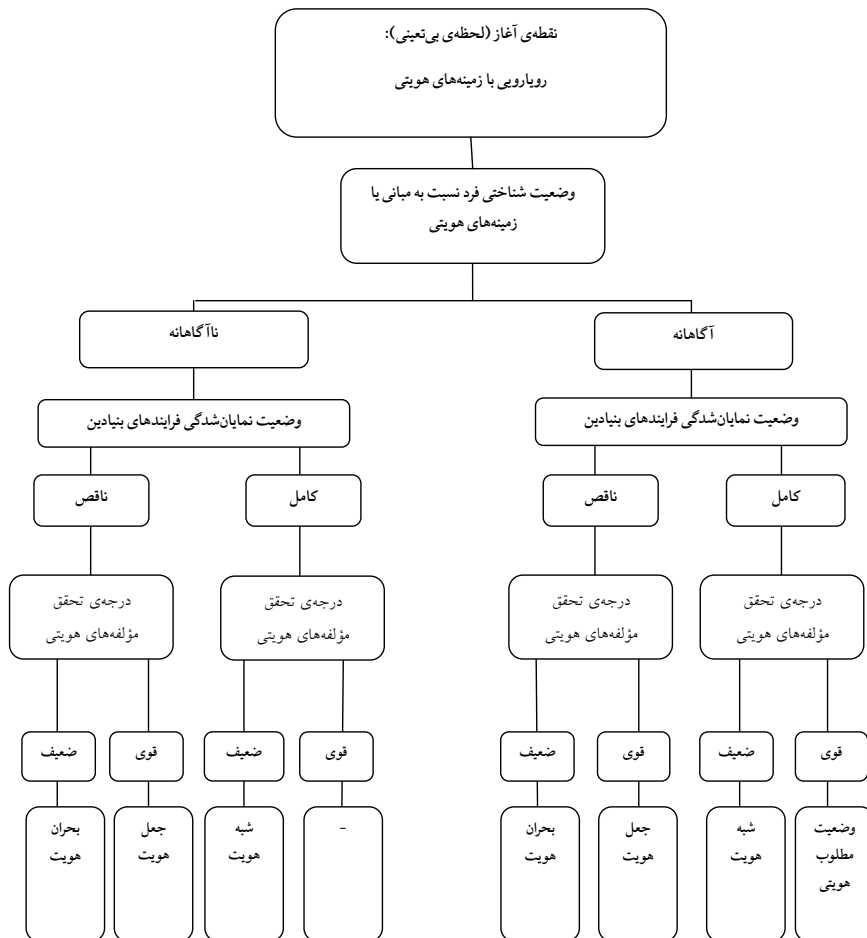 نقطه‌ی آغاز (لحظه‌ی بی‌تعینی):
رویارویی با زمینه‌های هویتی
وضعیت شناختی فرد نسبت به مبانی یا
زمینه‌های هویتی
آگاهانه
ناآگاهانه
وضعیت نمایان‌شدگی فرایندهای بنیادین
وضعیت نمایان‌شدگی فرایندهای بنیادین
کامل
ناقص
کامل
ناقص
درجه‌ی تحقق
مؤلفه‌های هویتی
درجه‌ی تحقق
مؤلفه‌های هویتی
درجه‌ی تحقق
مؤلفه‌های هویتی
درجه‌ی تحقق
مؤلفه‌های هویتی
قوی
ضعیف
قوی
ضعیف
قوی
ضعیف
قوی
ضعیف
وضعیت
مطلوب
هویتی
شبه
هویت
جعل
هویت
بحران
هویت
-
شبه
هویت
جعل
هویت
بحران
هویت